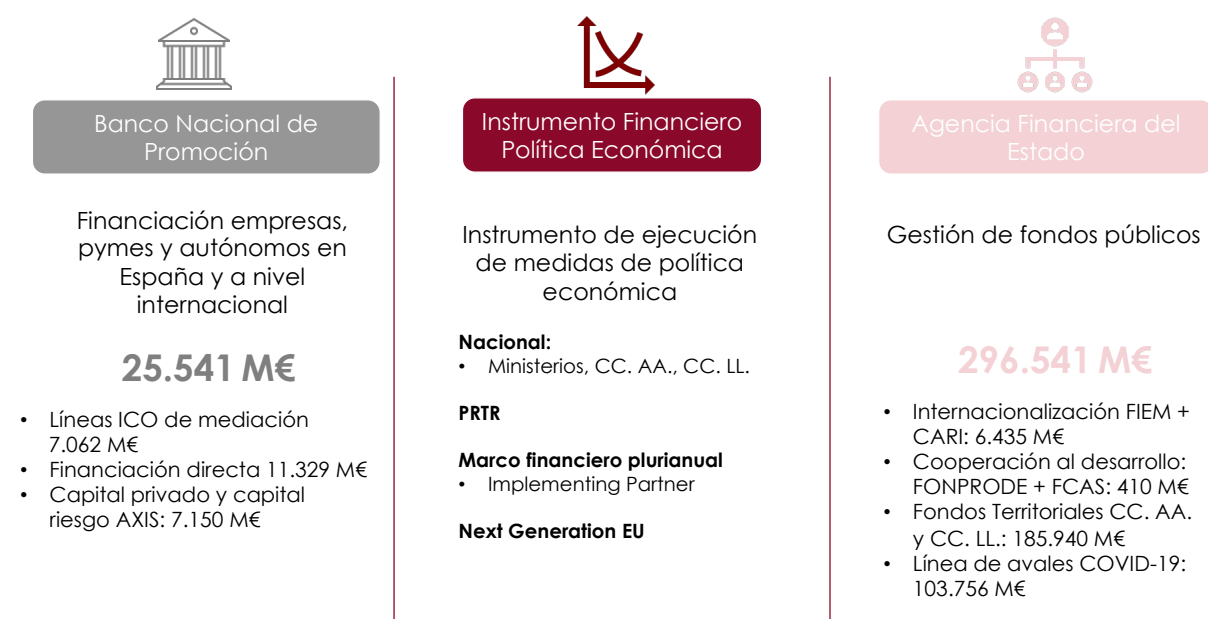 Banco Nacional de
Promoción
Financiación empresas,
pymes y autónomos en
España y a nivel
internacional
25.541 M€
• Líneas ICO de mediación
7.062 M€
• Financiación directa 11.329 M€
• Capital privado y capital
riesgo AXIS: 7.150 M€
Instrumento Financiero
Política Económica
Instrumento de ejecución
de medidas de política
económica
Nacional:
• Ministerios, CC. AA., CC. LL.
PRTR
Marco financiero plurianual
• Implementing Partner
Next Generation EU
Agencia Financiera del
Estado
Gestión de fondos públicos
296.541 M€
• Internacionalización FIEM +
CARI: 6.435 M€
• Cooperación al desarrollo:
FONPRODE + FCAS: 410 M€
• Fondos Territoriales CC. AA.
y CC. LL.: 185.940 M€
• Línea de avales COVID-19:
103.756 M€